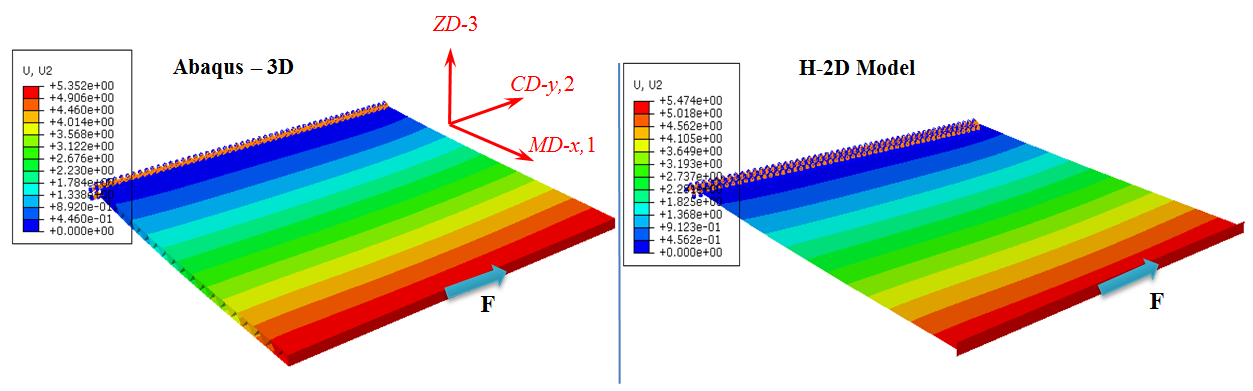 ZD-3
Abaqus – 3D
H-2D Model
U, U2
+5.352e+00
+4.906e+00
+4.460e+00
+4.014e+00
+3.568e+00
+3.122e+00
+2.676e+00
+2.230e+00
+1.784e+00
+1.338e+00
+8.920e-01
+4.460e-01
+0.000e+00
CD-y,2
MD-x,1
F
U, U2
+5.474e+00
+5.018e+00
+4.562e+00
+4.105e+00
+3.649e+00
+3.193e+00
+2.737e+00
+2.281e+00
+1.825e+00
+1.368e+00
+9.123e-01
+4.562e-01
+0.000e+00
F